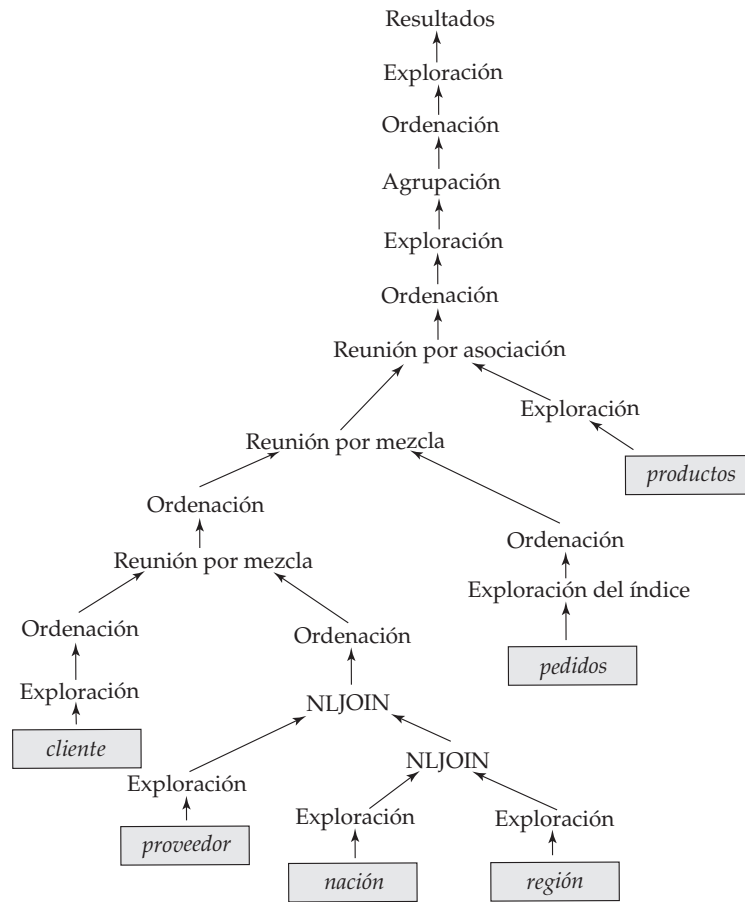 Resultados
Exploración
Ordenación
Agrupación
Exploración
Ordenación
Reunión por asociación
Exploración
Reunión por mezcla
productos
Ordenación
Ordenación
Reunión por mezcla
Exploración del índice
Ordenación
Ordenación
pedidos
Exploración
NLJOIN
cliente
NLJOIN
Exploración
Exploración
Exploración
proveedor
nación
región